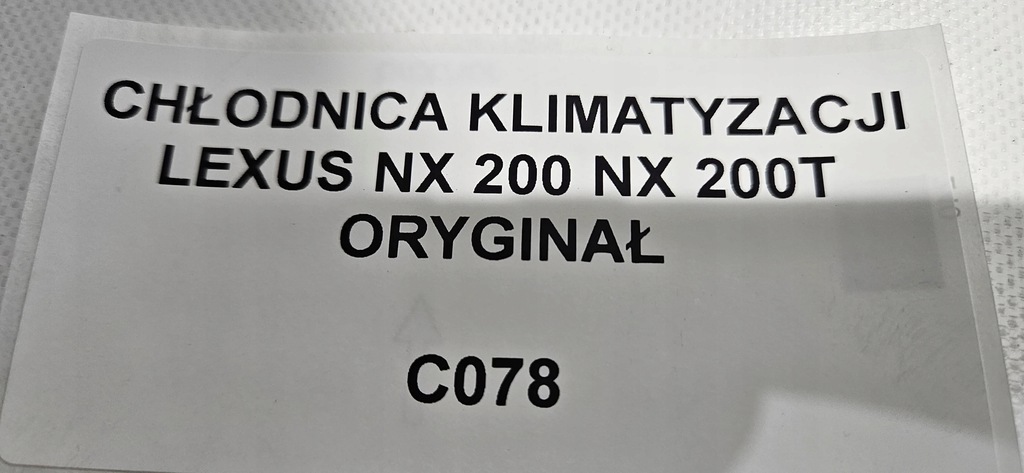 CHŁODNICA KLIMATYZACJI
LEXUS NX 200 NX 200T
ORYGINAŁ
C078